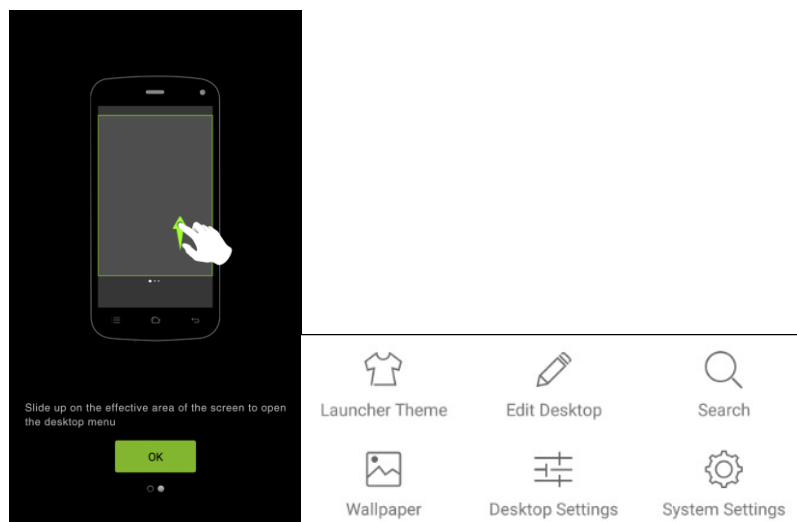 Slide up on the effective area of the screen to open
the desktop menu
OK
Launcher Theme
Edit Desktop
Search
Wallpaper
Desktop Settings
System Settings